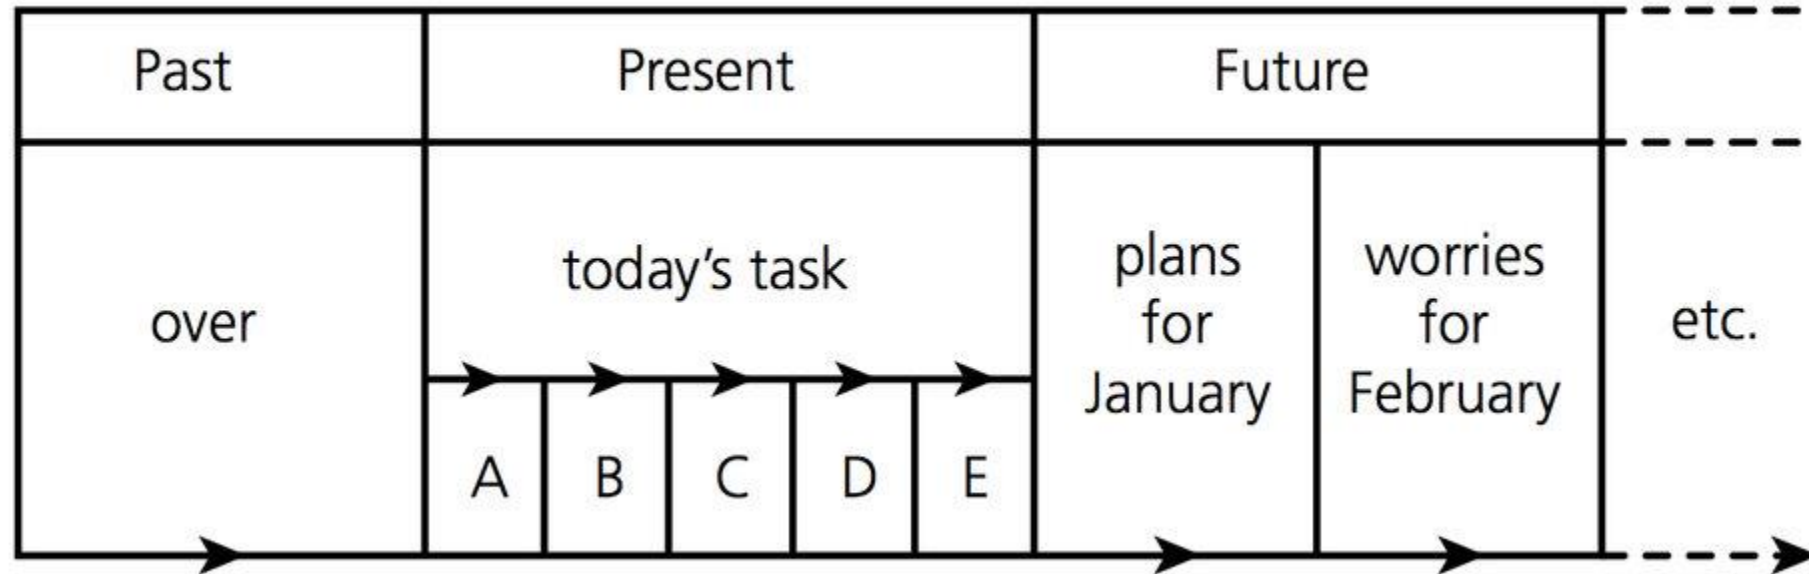 Past Present Future
over
today's task
A B C D E
plans
for
January
worries
for
February
etc.